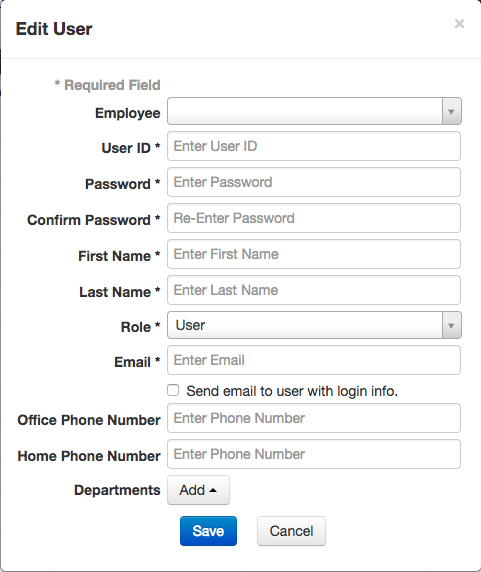 Edit User ×
* Required Field
Employee
User ID * Enter User ID
Password * Enter Password
Confirm Password * Re-Enter Password
First Name * Enter First Name
Last Name * Enter Last Name
Role * User
Email * Enter Email
Send email to user with login info.
Office Phone Number Enter Phone Number
Home Phone Number Enter Phone Number
Departments Add
Save Cancel